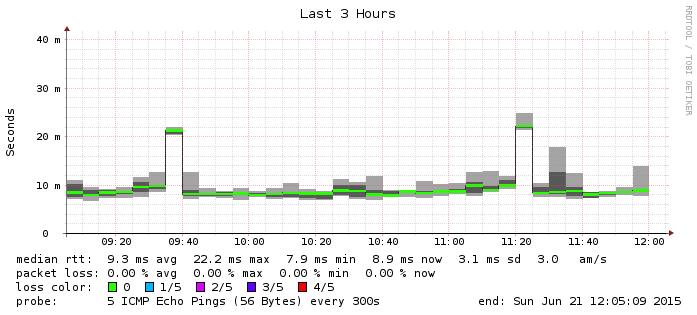 Last 3 Hours
RRDTOOL / TOBI OETIKER
Seconds
40 m
30 m
20 m
10 m
0
09:20 09:40 10:00 10:20 10:40 11:00 11:20 11:40 12:00
median rtt: 9.3 ms avg 22.2 ms max 7.9 ms min 8.9 ms now 3.1 ms sd 3.0 am/s
packet loss: 0.00 % avg 0.00 % max 0.00 % min 0.00 % now
loss color: 0 1/5 2/5 3/5 4/5
probe: 5 ICMP Echo Pings (56 Bytes) every 300s end: Sun Jun 21 12:05:09 2015